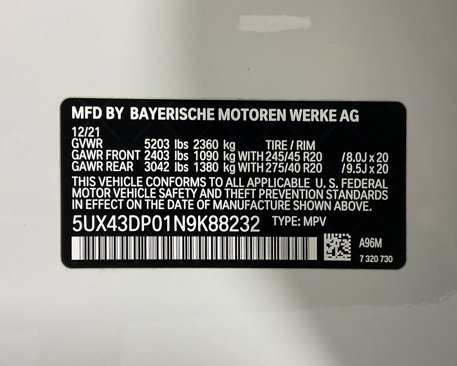 MFD BY BAYERISCHE MOTOREN WERKE AG
12/21
GVWR 5203 lbs 2360 kg TIRE / RIM
GAWR FRONT 2403 lbs 1090 kg WITH 245/45 R20 /8.0J x 20
GAWR REAR 3042 lbs 1380 kg WITH 275/40 R20 /9.5J x 20
THIS VEHICLE CONFORMS TO ALL APPLICABLE U. S. FEDERAL
MOTOR VEHICLE SAFETY AND THEFT PREVENTION STANDARDS
IN EFFECT ON THE DATE OF MANUFACTURE SHOWN ABOVE.
5UX43DP01N9K88232 TYPE: MPV
A96M
7 320 730